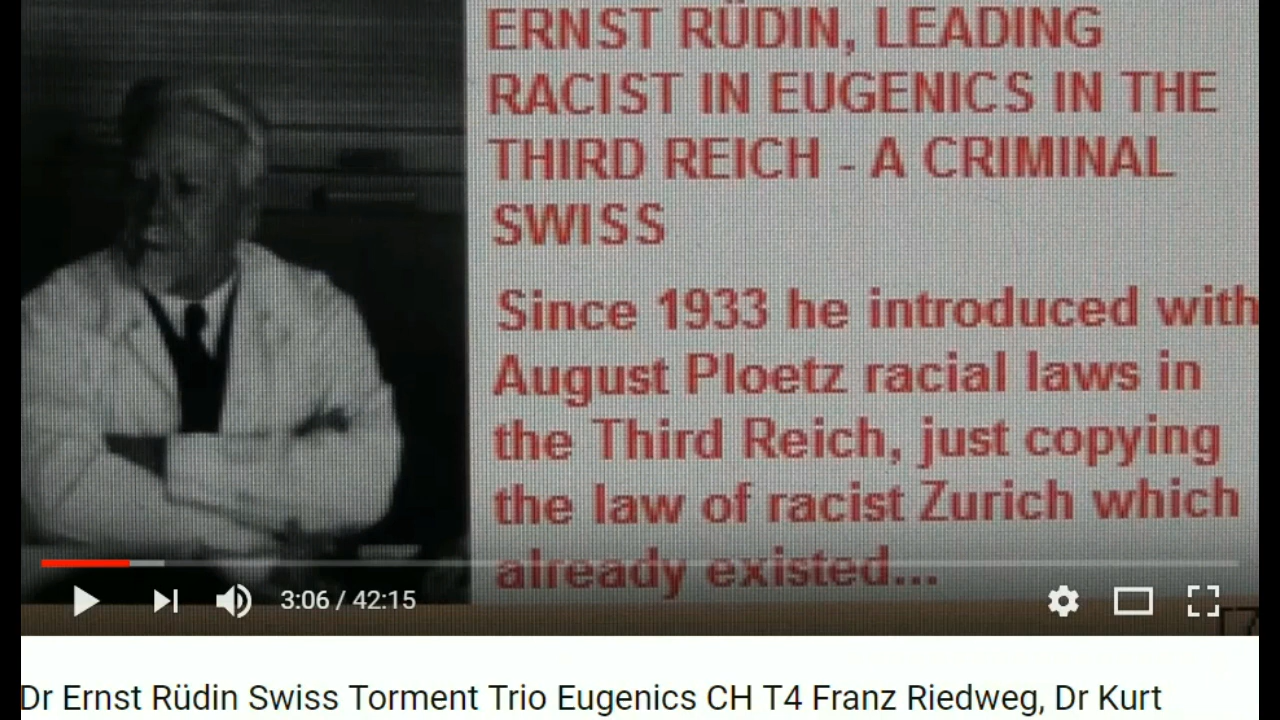 ERNST RÜDIN, LEADING
RACIST IN EUGENICS IN THE
THIRD REICH - A CRIMINAL
SWISS
Since 1933 he introduced with
August Ploetz racial laws in
the Third Reich, just copying
the law of racist Zurich which
already existed...
3:06 / 42:15
Dr Ernst Rüdin Swiss Torment Trio Eugenics CH T4 Franz Riedweg, Dr Kurt